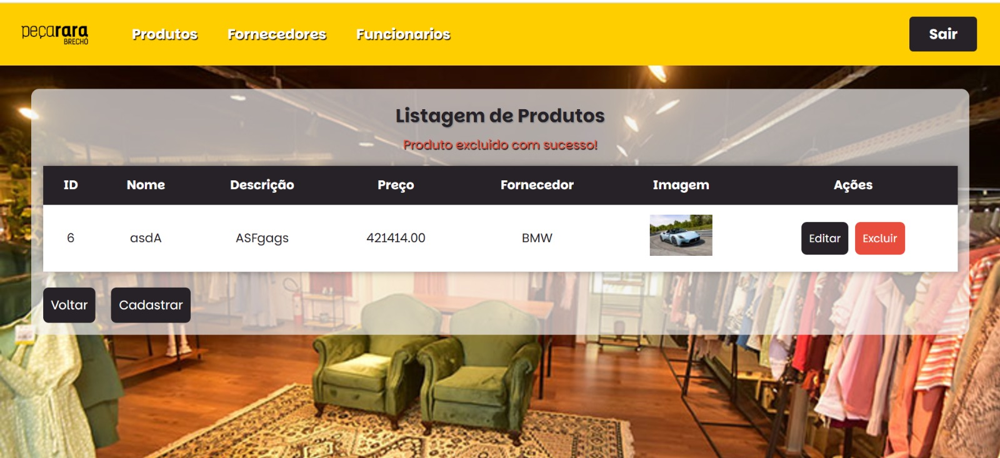 peçarara
BRECHÓ
Produtos Fornecedores Funcionarios Sair
Listagem de Produtos
Produto excluido com sucesso!
ID Nome Descrição Preço Fornecedor Imagem Ações
6 asdA ASFgags 421414.00 BMW Editar Excluir
Voltar Cadastrar